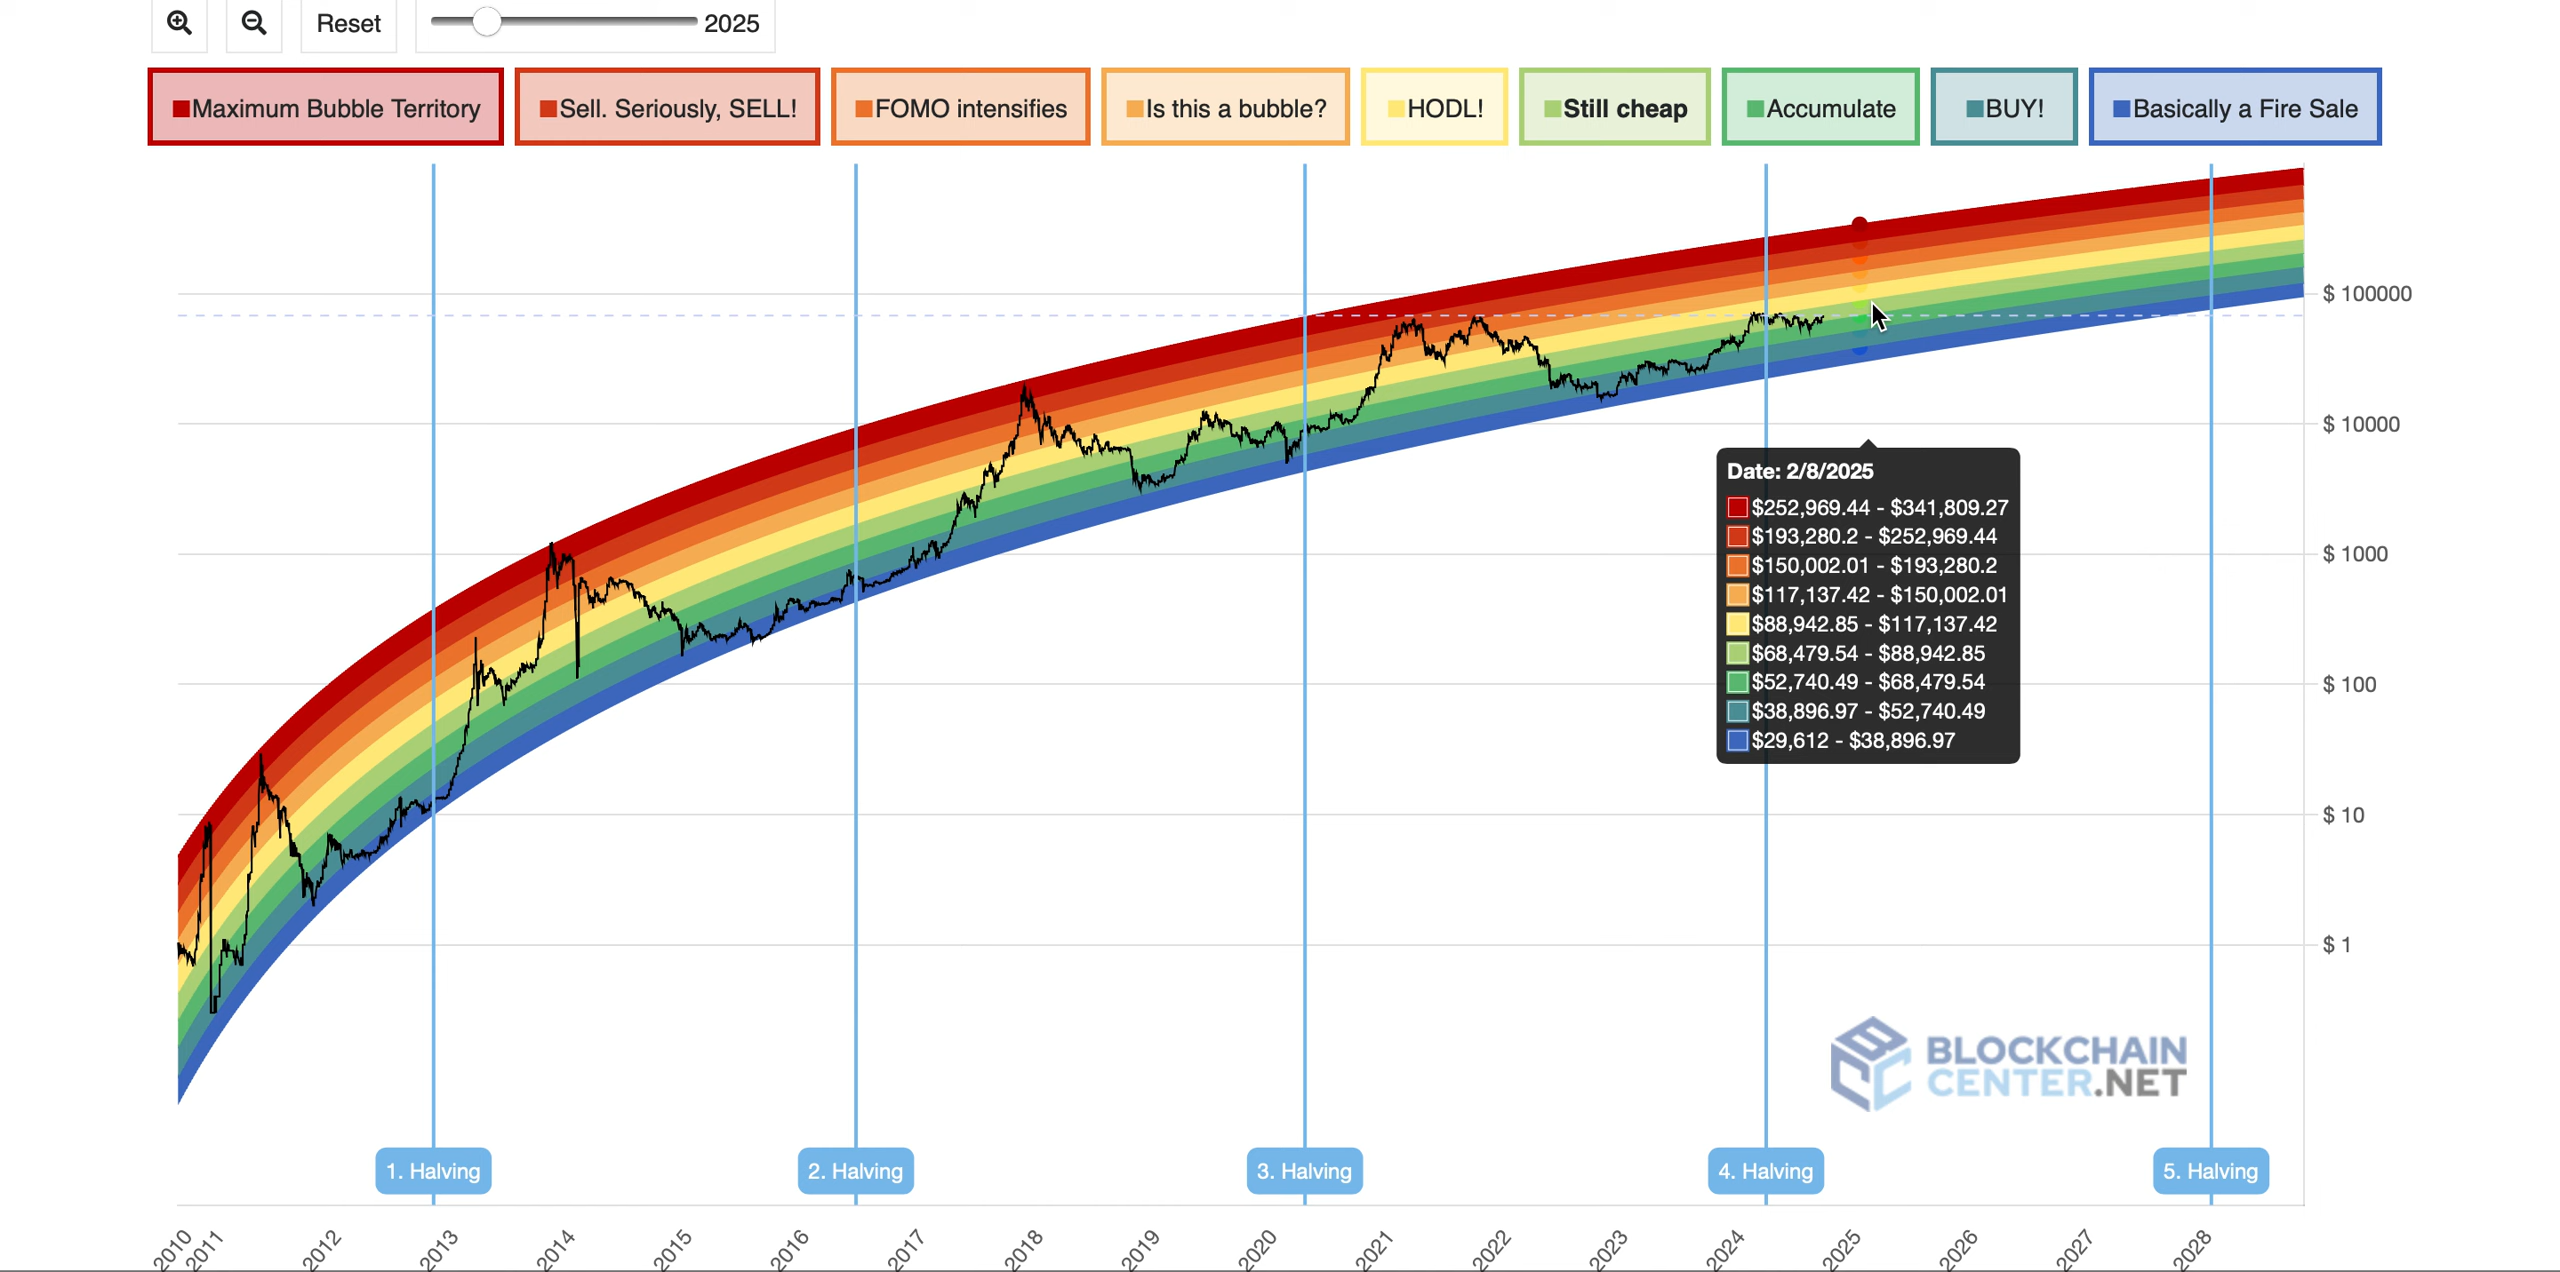 Reset
2025
Maximum Bubble Territory
Sell. Seriously, SELL!
FOMO intensifies
Is this a bubble?
HODL!
Still cheap
Accumulate
BUY!
Basically a Fire Sale
$ 100000
$ 10000
$ 1000
$ 100
$ 10
$ 1
Date: 2/8/2025
$252,969.44 - $341,809.27
$193,280.2 - $252,969.44
$150,002.01 - $193,280.2
$117,137.42 - $150,002.01
$88,942.85 - $117,137.42
$68,479.54 - $88,942.85
$52,740.49 - $68,479.54
$38,896.97 - $52,740.49
$29,612 - $38,896.97
BLOCKCHAIN
CENTER.NET
1. Halving
2. Halving
3. Halving
4. Halving
5. Halving
2010
2011
2012
2013
2014
2015
2016
2017
2018
2019
2020
2021
2022
2023
2024
2025
2026
2027
2028